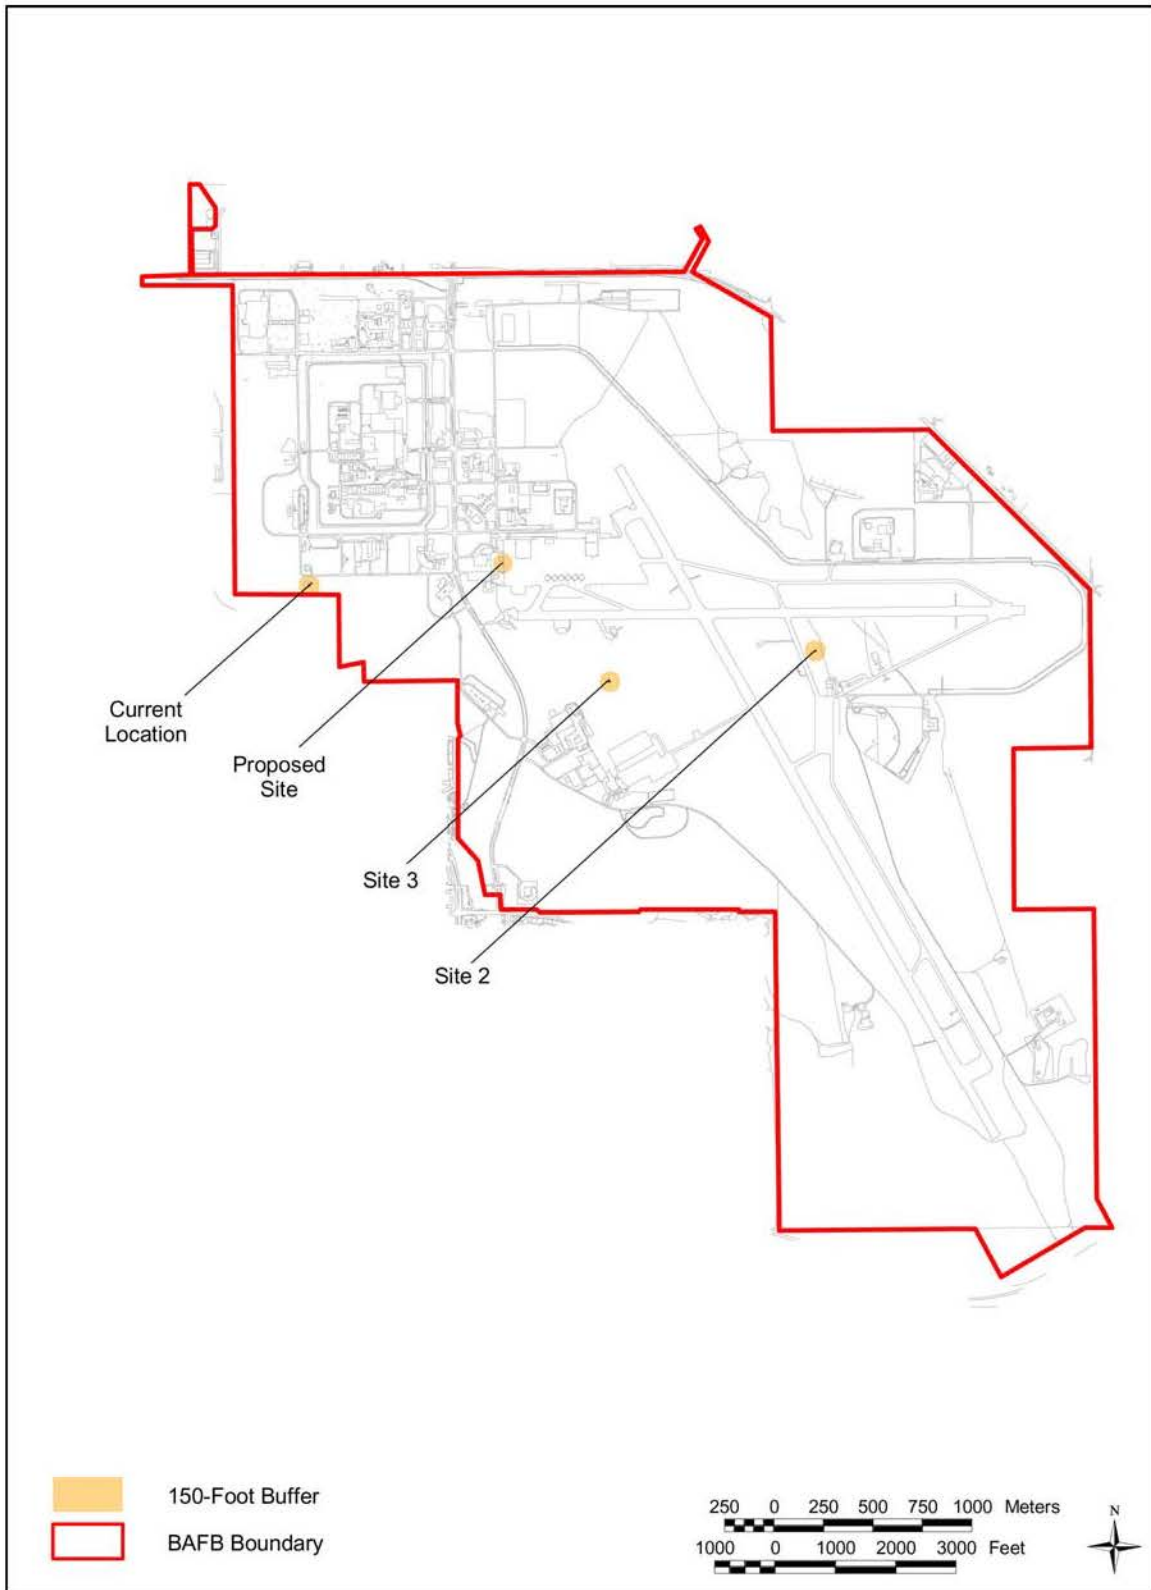 Current
Location
Proposed
Site
Site 3
Site 2
150-Foot Buffer
BAFB Boundary
250 0 250 500 750 1000 Meters
1000 0 1000 2000 3000 Feet
N